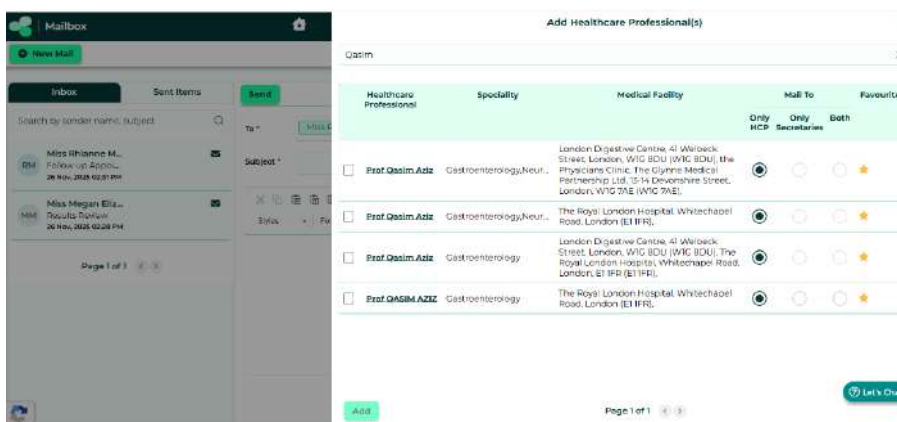 Mailbox
New Mail
Inbox
Sent Items
Search by sender name, subject
RM
Miss Rhianne M...
Follow up Appoi...
26 Nov, 2025 02:31 PM
MM
Miss Megan Eliz...
Results Review
26 Nov, 2025 02:28 PM
Page 1 of 1
Send
To *
Miss R
Subject *
Styles
Fo
Add Healthcare Professional(s)
Qasim
Healthcare Professional
Speciality
Medical Facility
Mail To
Favourite
Only HCP
Only Secretaries
Both
Prof Qasim Aziz
Gastroenterology,Neur...
London Digestive Centre, 41 Welbeck
Street, London, W1G 8DU (W1G 8DU), the
Physicians Clinic, The Glynne Medical
Partnership Ltd, 13-14 Devonshire Street,
London, W1G 7AE (W1G 7AE),
Prof Qasim Aziz
Gastroenterology,Neur...
The Royal London Hospital, Whitechapel
Road, London (E1 1FR),
Prof Qasim Aziz
Gastroenterology
London Digestive Centre, 41 Welbeck
Street, London, W1G 8DU (W1G 8DU), The
Royal London Hospital, Whitechapel Road,
London, E1 1FR (E1 1FR),
Prof QASIM AZIZ
Gastroenterology
The Royal London Hospital, Whitechapel
Road, London (E1 1FR),
Add
Page 1 of 1
Let's Cha